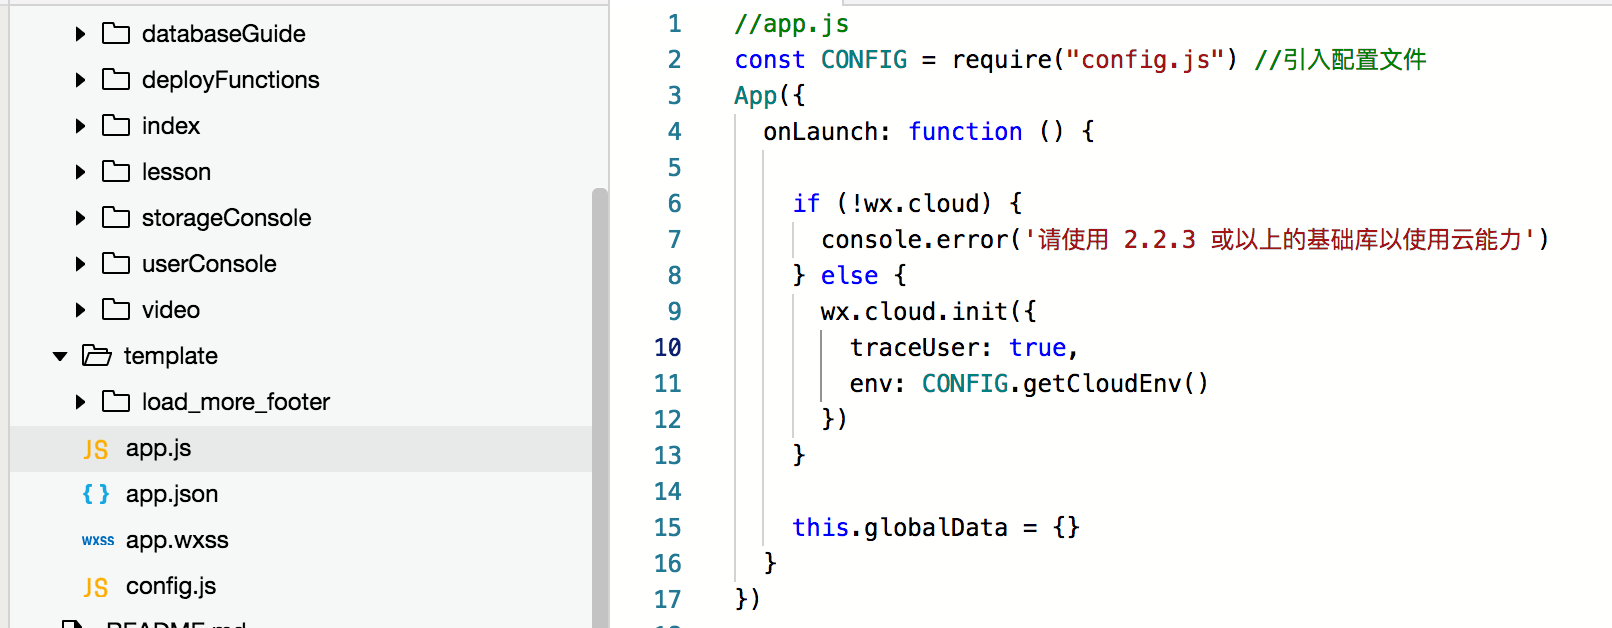 databaseGuide
deployFunctions
index
lesson
storageConsole
userConsole
video
template
load_more_footer
JS app.js
{ } app.json
wxss app.wxss
JS config.js
README.md
1 //app.js
2 const CONFIG = require("config.js") //引入配置文件
3 App({
4 onLaunch: function () {
5
6 if (!wx.cloud) {
7 console.error('请使用 2.2.3 或以上的基础库以使用云能力')
8 } else {
9 wx.cloud.init({
10 traceUser: true,
11 env: CONFIG.getCloudEnv()
12 })
13 }
14
15 this.globalData = {}
16 }
17 })